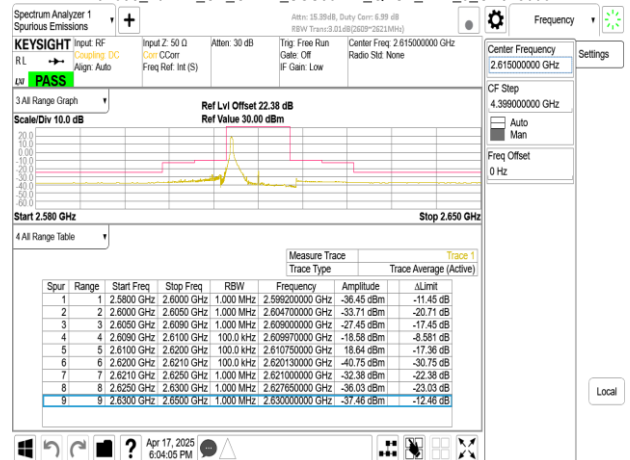 Spectrum Analyzer 1
Spurious Emissions
Attn: 15.39dB, Duty Corr: 6.99 dB
RBW Trans:3.01dB(2609~2621MHz)
Frequency
KEYSIGHT Input: RF Input Z: 50 Ω Atten: 30 dB Trig: Free Run Center Freq: 2.615000000 GHz
RL Coupling: DC Corr CCorr Gate: Off Radio Std: None
Align: Auto Freq Ref: Int (S) IF Gain: Low
LXI PASS
Center Frequency
2.615000000 GHz
Settings
CF Step
4.399000000 GHz
Auto
Man
Freq Offset
0 Hz
3 All Range Graph
Ref Lvl Offset 22.38 dB
Scale/Div 10.0 dB Ref Value 30.00 dBm
20.0
10.0
0.00
-10.0
-20.0
-30.0
-40.0
-50.0
-60.0
Start 2.580 GHz Stop 2.650 GHz
4 All Range Table
Measure Trace Trace 1
Trace Type Trace Average (Active)
Spur Range Start Freq Stop Freq RBW Frequency Amplitude ΔLimit
1 1 2.5800 GHz 2.6000 GHz 1.000 MHz 2.599200000 GHz -36.45 dBm -11.45 dB
2 2 2.6000 GHz 2.6050 GHz 1.000 MHz 2.604700000 GHz -33.71 dBm -20.71 dB
3 3 2.6050 GHz 2.6090 GHz 1.000 MHz 2.609000000 GHz -27.45 dBm -17.45 dB
4 4 2.6090 GHz 2.6100 GHz 100.0 kHz 2.609970000 GHz -18.58 dBm -8.581 dB
5 5 2.6100 GHz 2.6200 GHz 100.0 kHz 2.610750000 GHz 18.64 dBm -17.36 dB
6 6 2.6200 GHz 2.6210 GHz 100.0 kHz 2.620130000 GHz -40.75 dBm -30.75 dB
7 7 2.6210 GHz 2.6250 GHz 1.000 MHz 2.621000000 GHz -32.38 dBm -22.38 dB
8 8 2.6250 GHz 2.6300 GHz 1.000 MHz 2.627650000 GHz -36.03 dBm -23.03 dB
9 9 2.6300 GHz 2.6500 GHz 1.000 MHz 2.630000000 GHz -37.46 dBm -12.46 dB
Local
Apr 17, 2025
6:04:05 PM